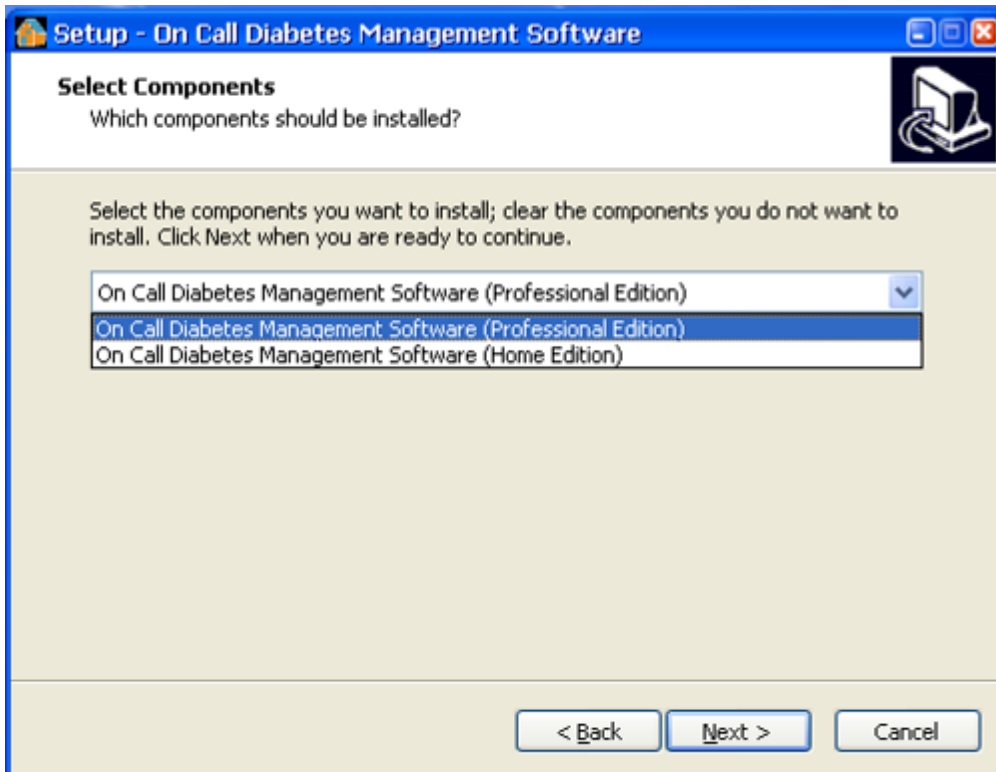 Setup - On Call Diabetes Management Software
Select Components
Which components should be installed?
Select the components you want to install; clear the components you do not want to
install. Click Next when you are ready to continue.
On Call Diabetes Management Software (Professional Edition)
On Call Diabetes Management Software (Professional Edition)
On Call Diabetes Management Software (Home Edition)
< Back Next > Cancel